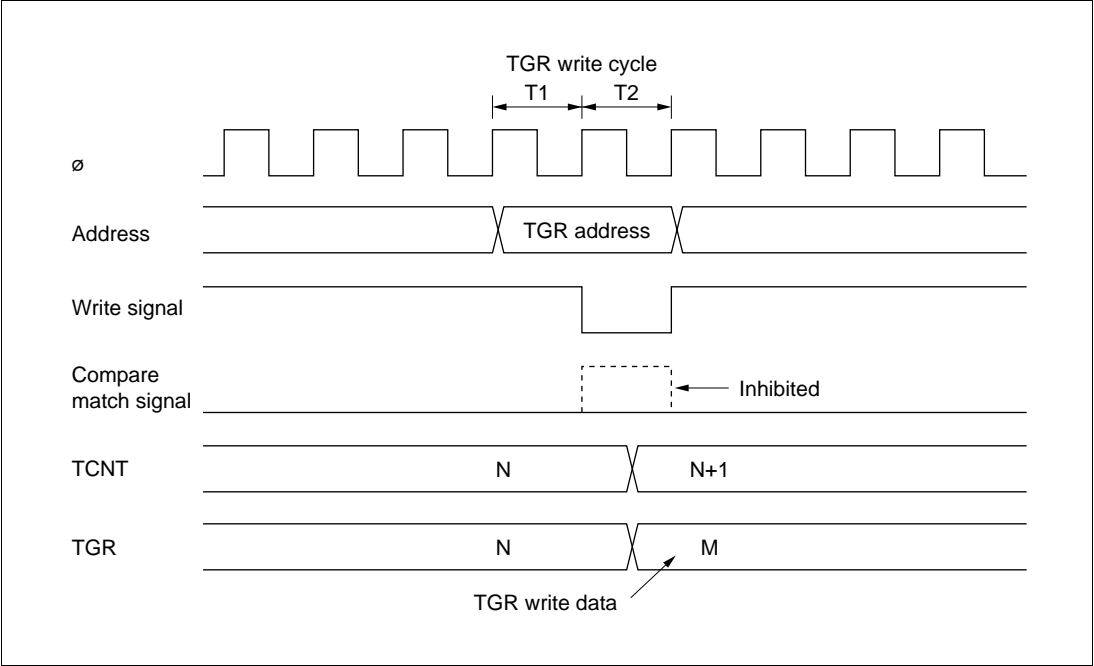 TGR write cycle
T1 T2
ø
Address
TGR address
Write signal
Compare
match signal
Inhibited
TCNT
N
N+1
TGR
N
M
TGR write data